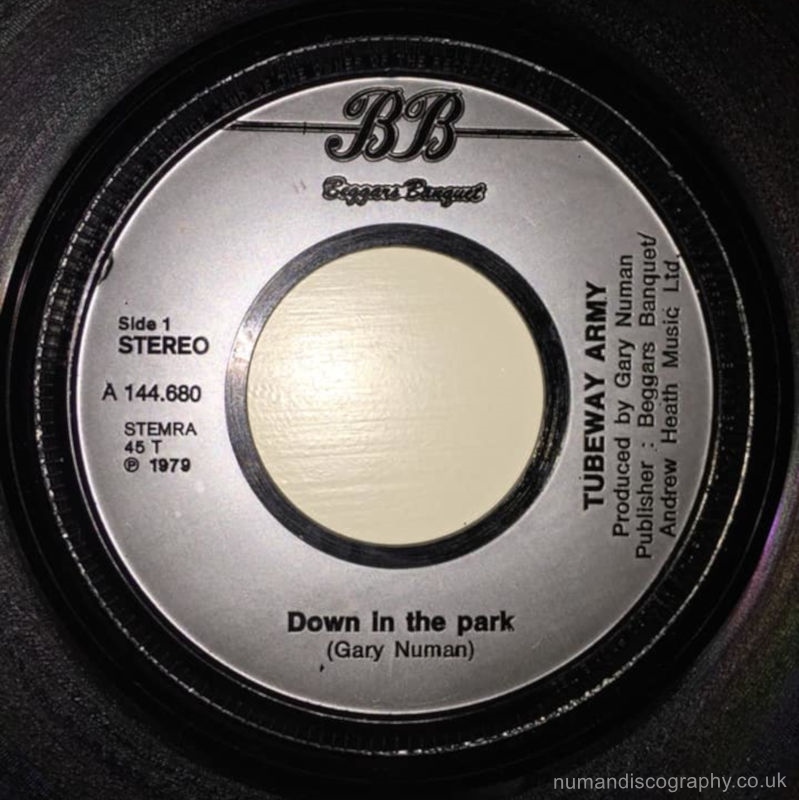 BB
Beggars Banquet
Side 1
STEREO
A 144.680
STEMRA
45 T
℗ 1979
TUBEWAY ARMY
Produced by Gary Numan
Publisher : Beggars Banquet/
Andrew Heath Music Ltd.
Down in the park
(Gary Numan)
numandiscography.co.uk